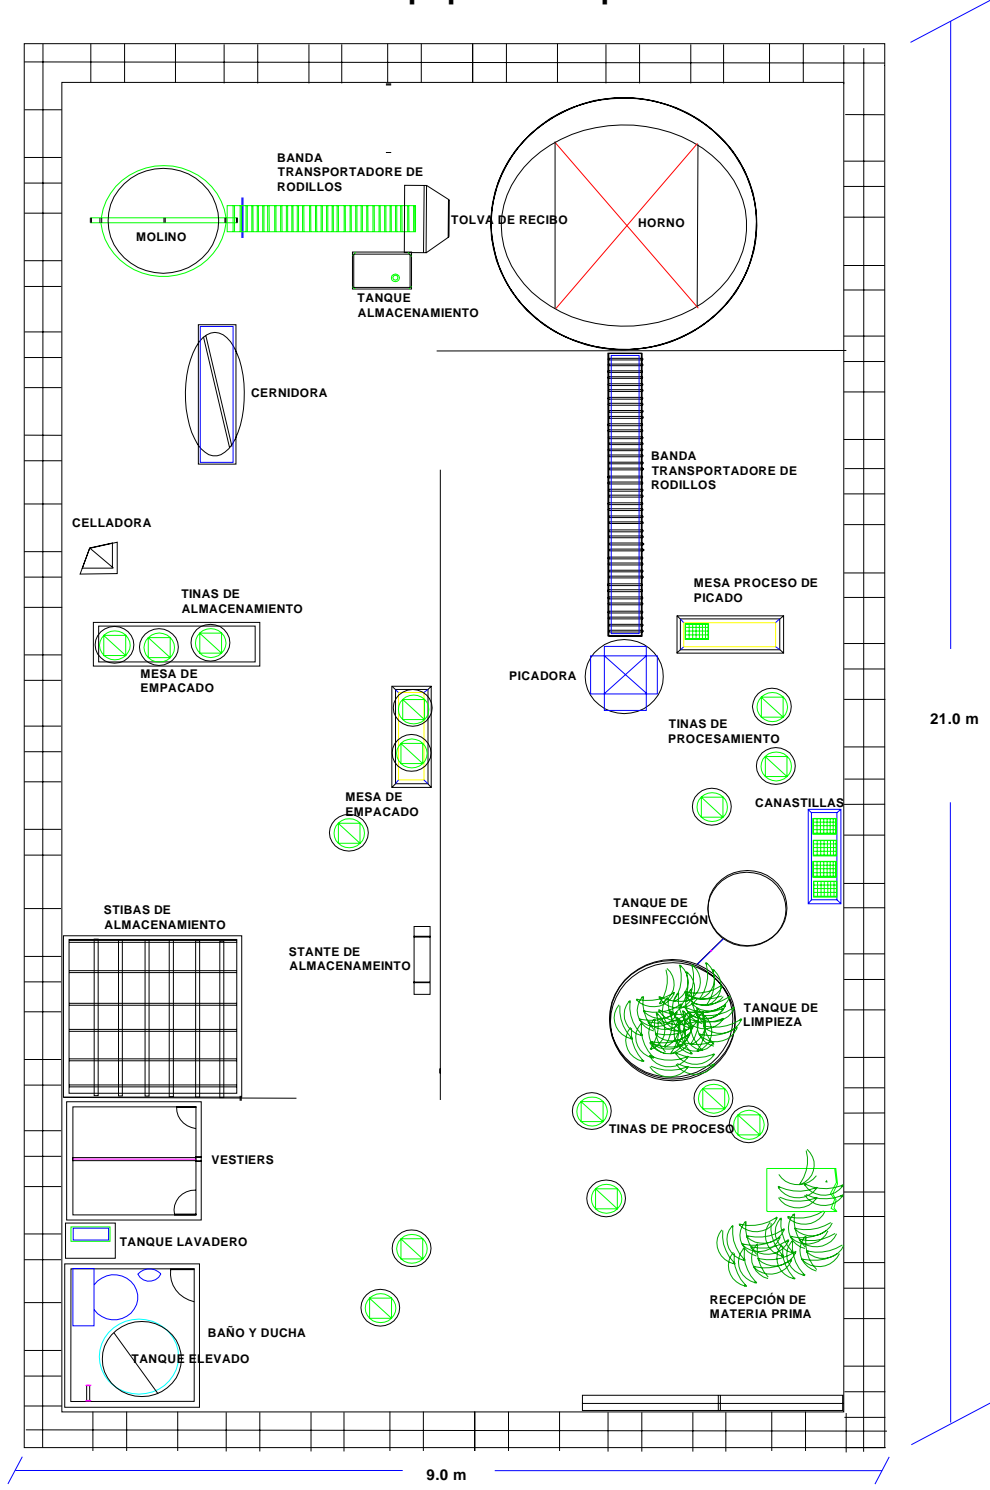 BANDA
TRANSPORTADORE DE
RODILLOS
TOLVA DE RECIBO
HORNO
MOLINO
TANQUE
ALMACENAMIENTO
CERNIDORA
BANDA
TRANSPORTADORE DE
RODILLOS
CELLADORA
TINAS DE
ALMACENAMIENTO
MESA PROCESO DE
PICADO
MESA DE
EMPACADO
PICADORA
TINAS DE
PROCESAMIENTO
21.0 m
MESA DE
EMPACADO
CANASTILLAS
STIBAS DE
ALMACENAMIENTO
TANQUE DE
DESINFECCIÓN
STANTE DE
ALMACENAMEINTO
TANQUE DE
LIMPIEZA
TINAS DE PROCESO
VESTIERS
TANQUE LAVADERO
RECEPCIÓN DE
MATERIA PRIMA
BAÑO Y DUCHA
TANQUE ELEVADO
9.0 m